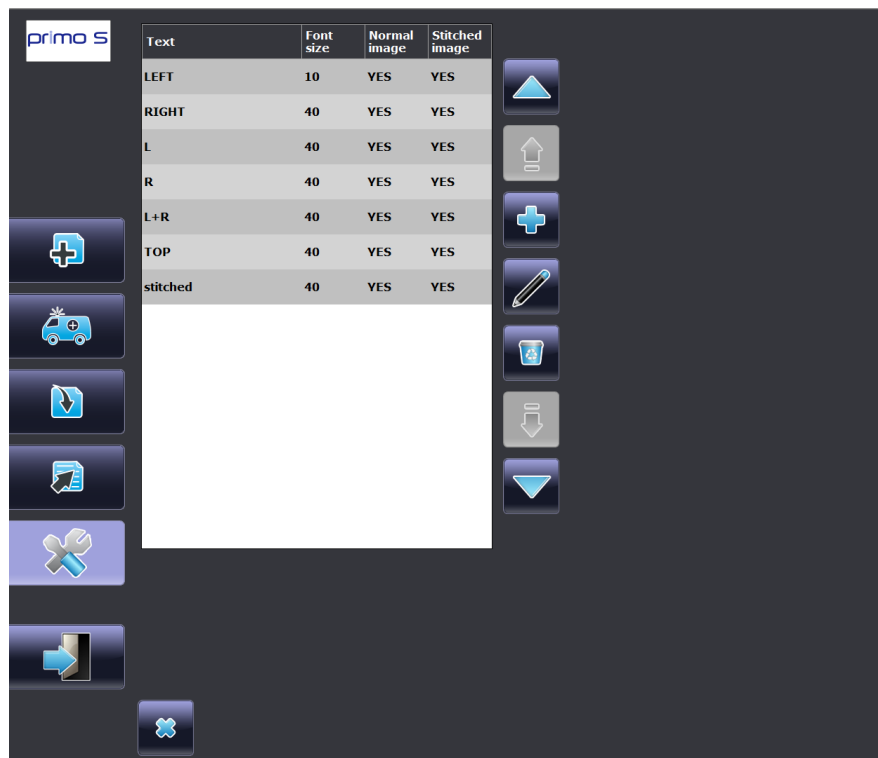 primo S
Text Font size Normal image Stitched image
LEFT 10 YES YES
RIGHT 40 YES YES
L 40 YES YES
R 40 YES YES
L+R 40 YES YES
TOP 40 YES YES
stitched 40 YES YES